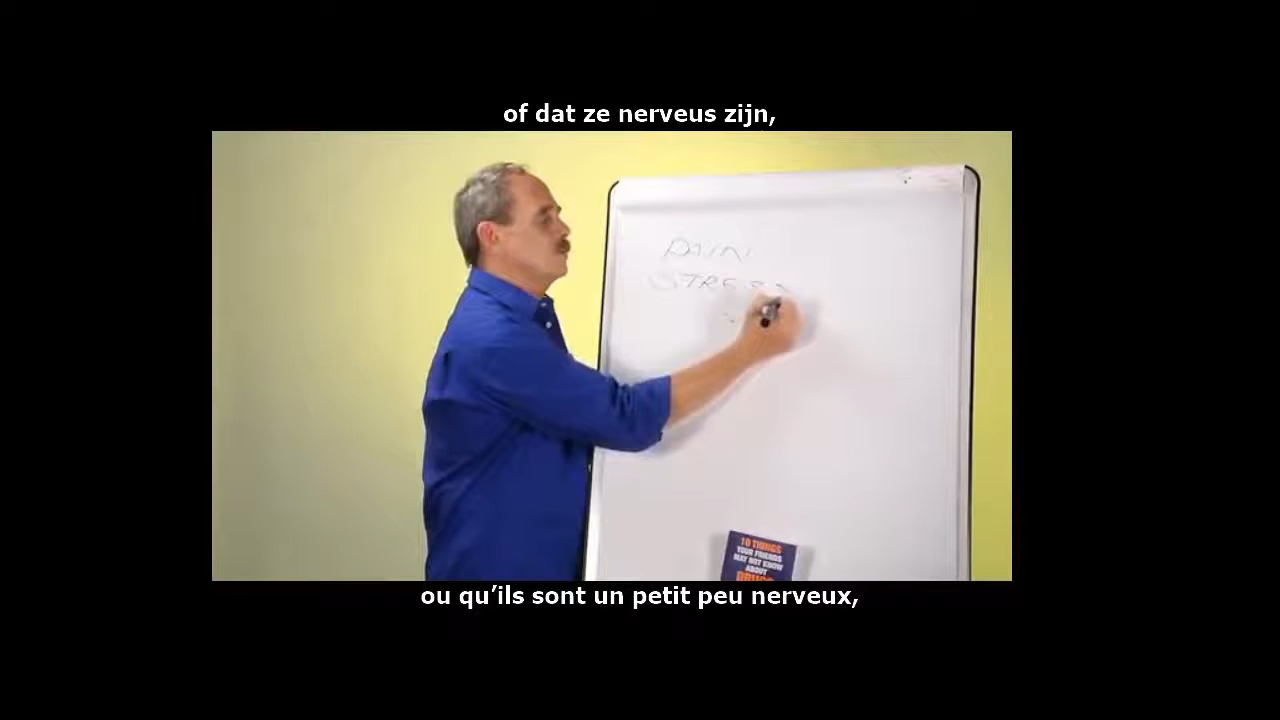 of dat ze nerveus zijn,
PAIN
STRESS
10 THINGS
YOUR FRIENDS
MAY NOT KNOW
ABOUT
DRUGS
ou qu’ils sont un petit peu nerveux,